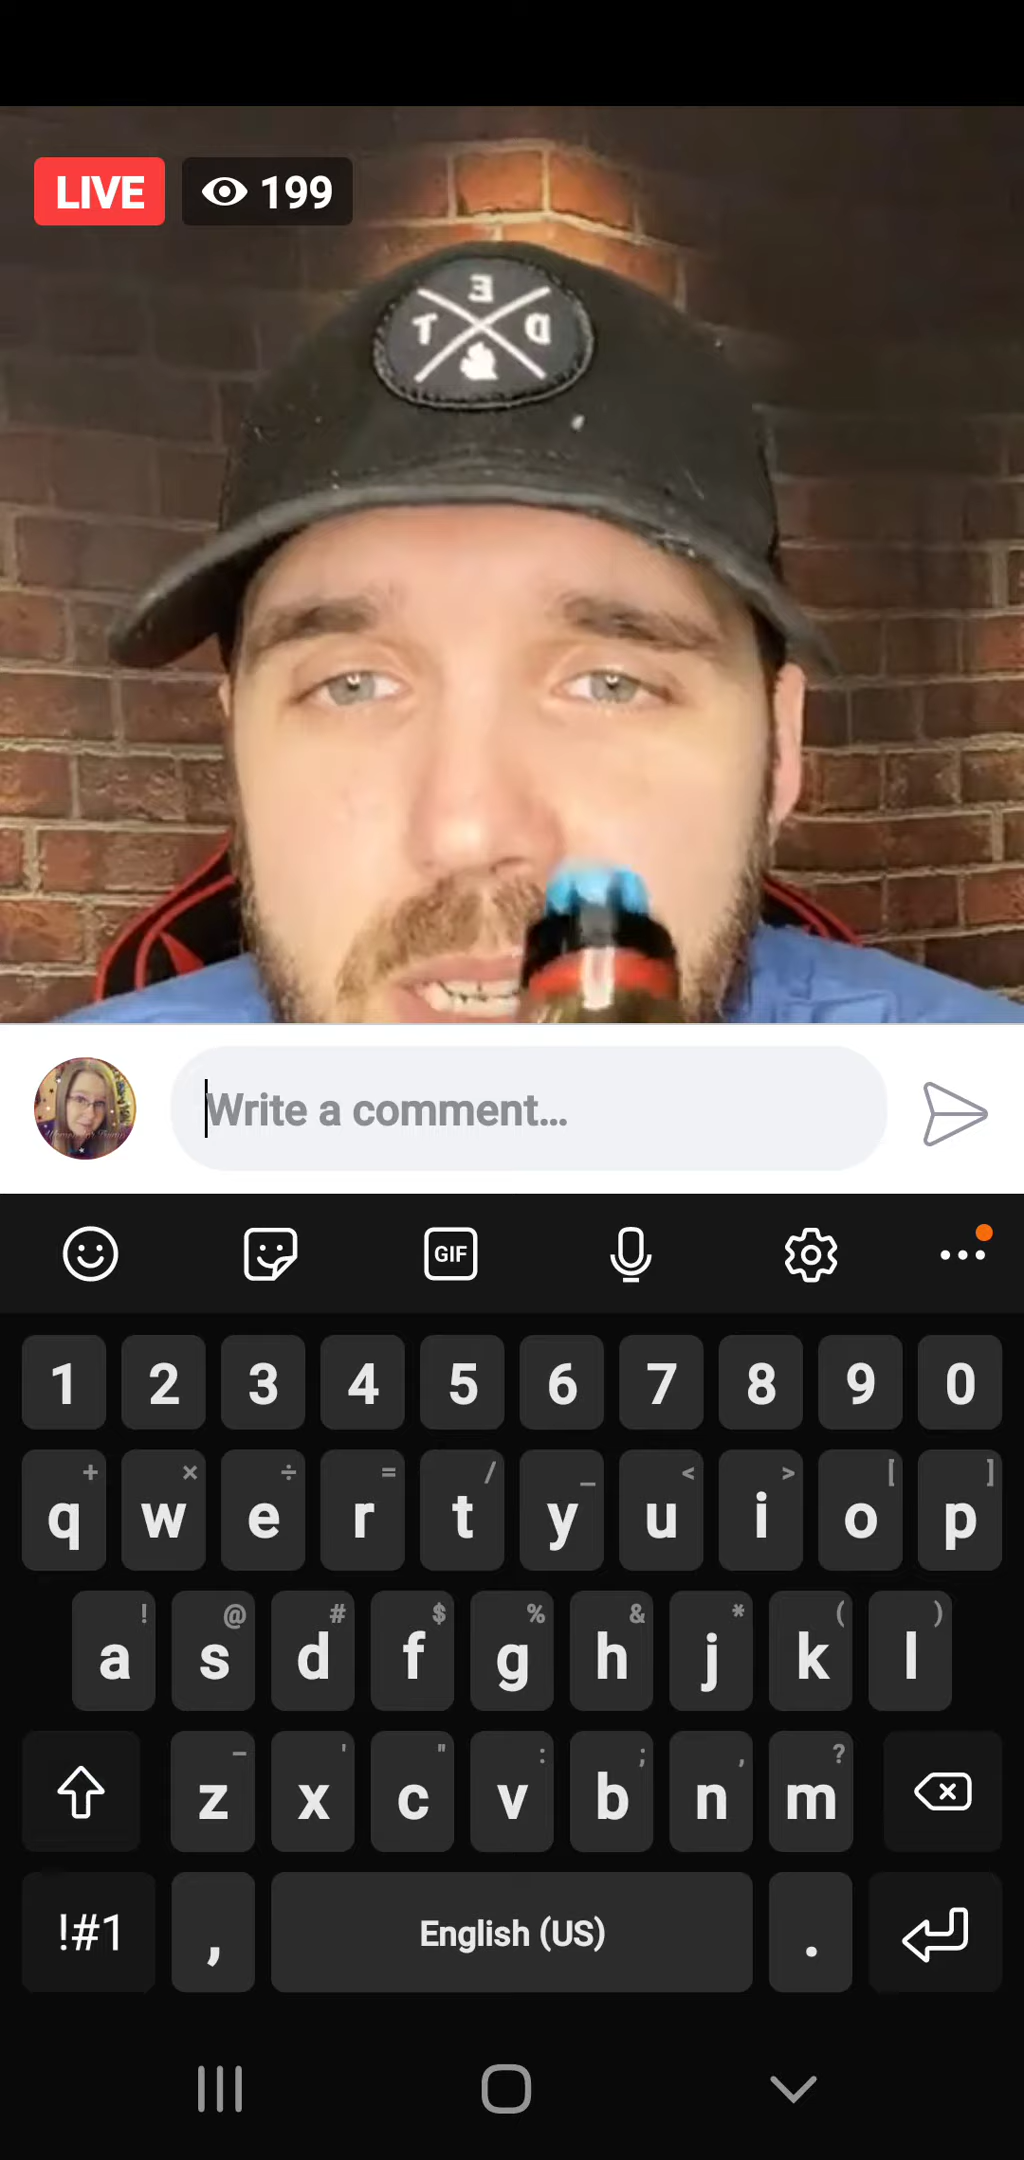 LIVE 199
E
T D
Write a comment...
GIF
1 2 3 4 5 6 7 8 9 0
+ × ÷ = / _ < > [ ]
q w e r t y u i o p
! @ # $ % & * ( )
a s d f g h j k l
- ' " : ; , ?
z x c v b n m
!#1 , English (US) .